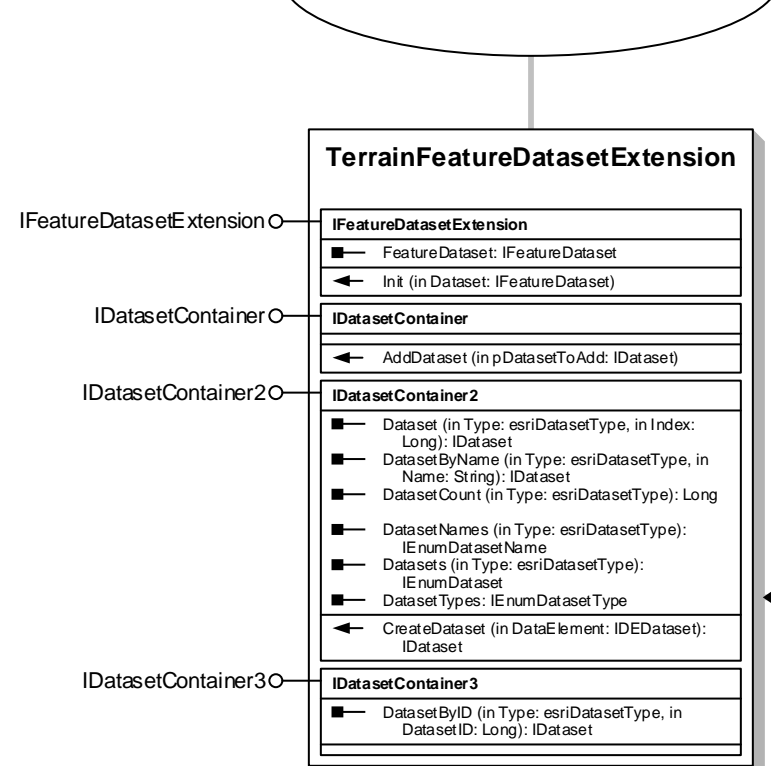 TerrainFeatureDatasetExtension
IFeatureDatasetExtension
IFeatureDatasetExtension
FeatureDataset: IFeatureDataset
Init (in Dataset: IFeatureDataset)
IDatasetContainer
IDatasetContainer
AddDataset (in pDatasetToAdd: IDataset)
IDatasetContainer2
IDatasetContainer2
Dataset (in Type: esriDatasetType, in Index:
Long): IDataset
DatasetByName (in Type: esriDatasetType, in
Name: String): IDataset
DatasetCount (in Type: esriDatasetType): Long
DatasetNames (in Type: esriDatasetType):
IEnumDatasetName
Datasets (in Type: esriDatasetType):
IEnumDataset
DatasetTypes: IEnumDatasetType
CreateDataset (in DataElement: IDEDataset):
IDataset
IDatasetContainer3
IDatasetContainer3
DatasetByID (in Type: esriDatasetType, in
DatasetID: Long): IDataset